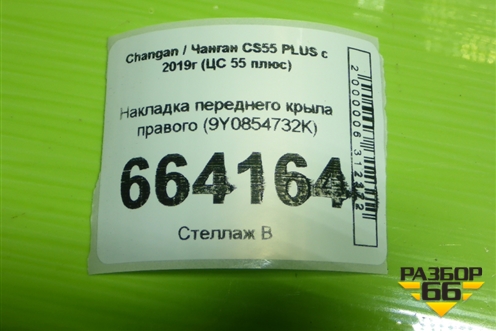 Changan / Чанган CS55 PLUS с
2019г (ЦС 55 плюс)
Накладка переднего крыла
правого (9Y0854732K)
664164
Стеллаж В
РАЗБОР
66